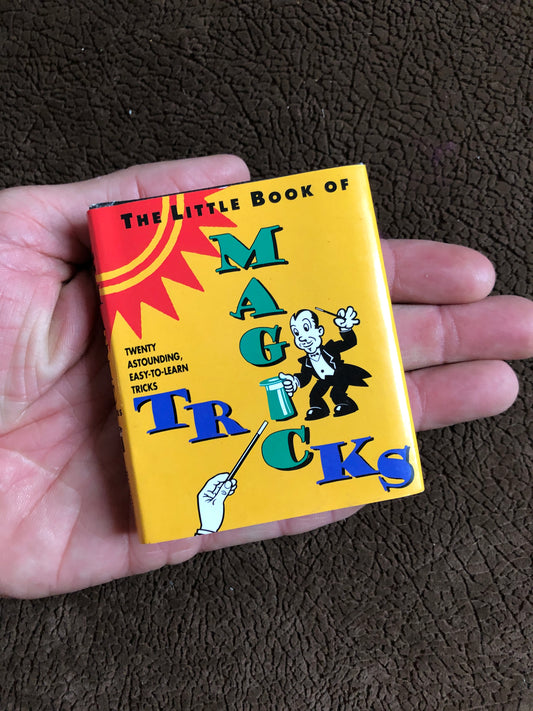 THE LITTLE BOOK OF
MAGIC
TRICKS
TWENTY
ASTOUNDING,
EASY-TO-LEARN
TRICKS